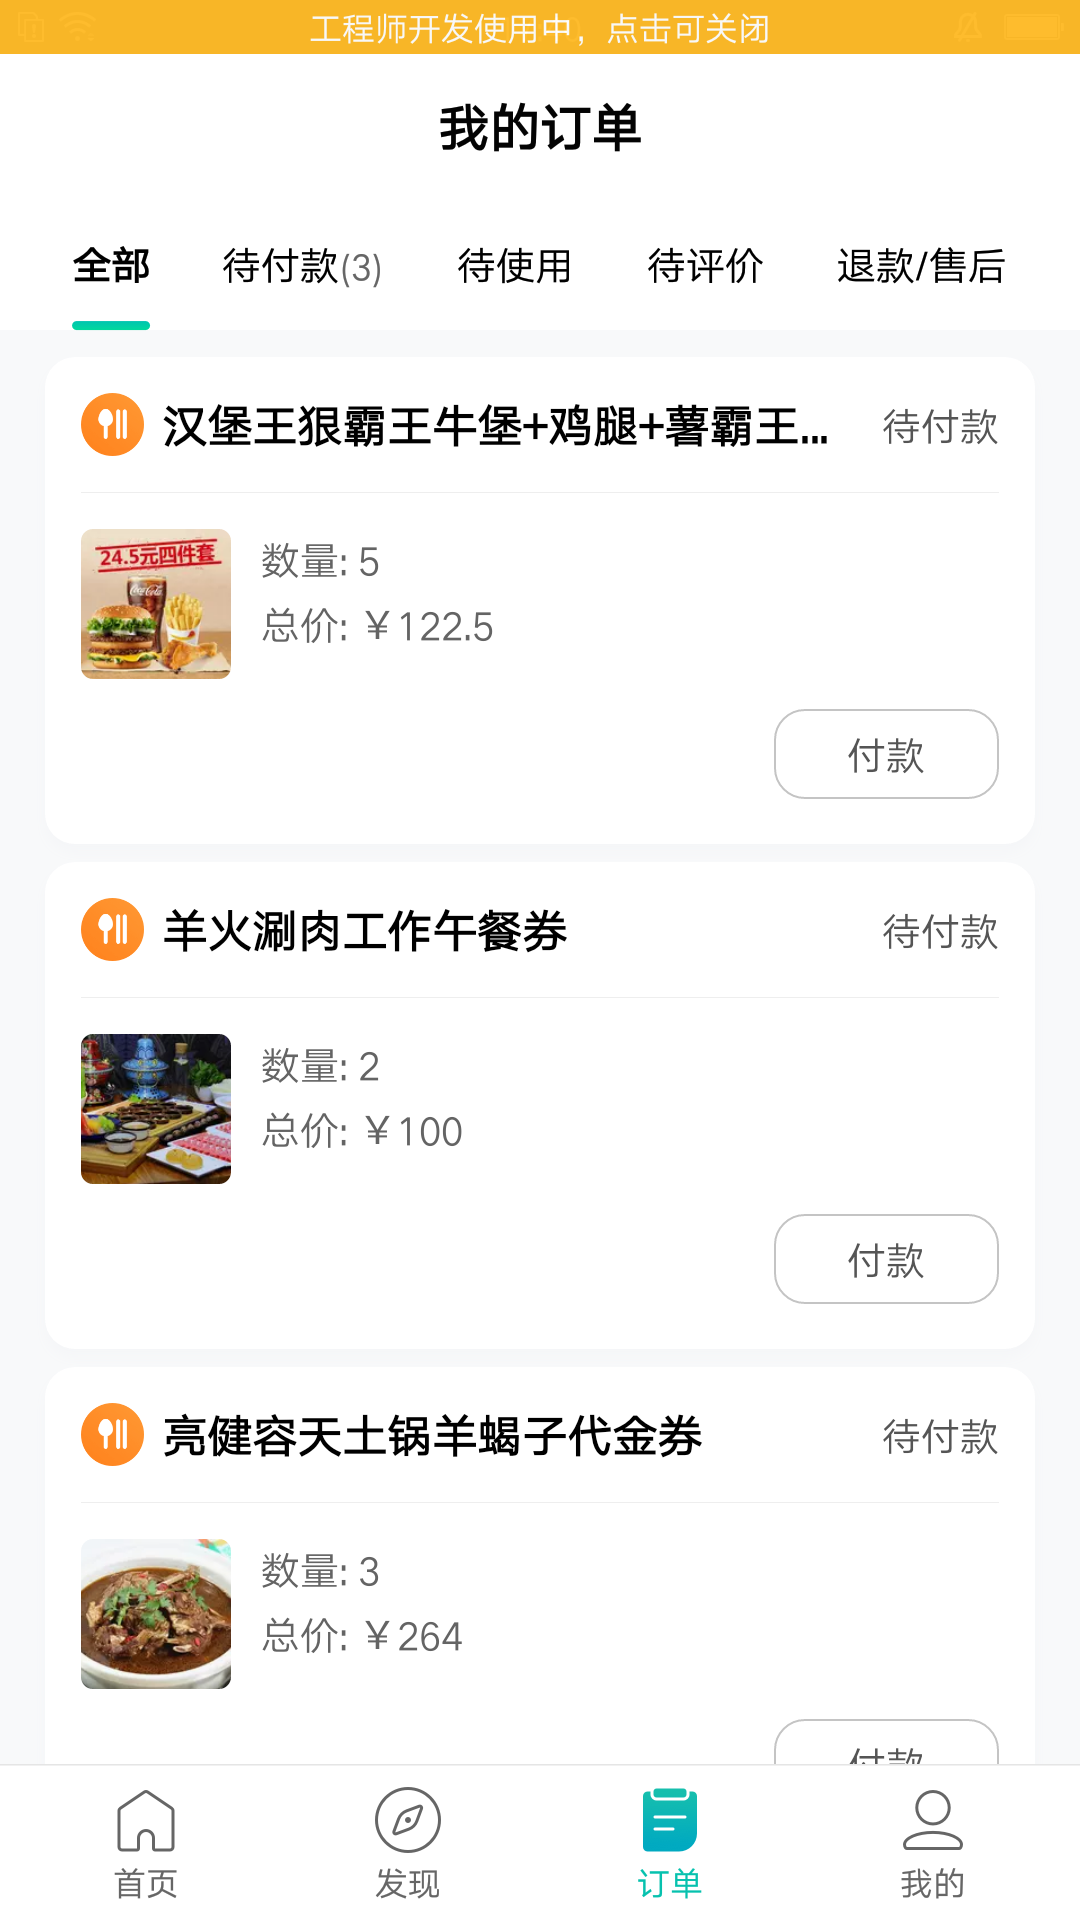 工程师开发使用中，点击可关闭
我的订单
全部 待付款(3) 待使用 待评价 退款/售后
汉堡王狠霸王牛堡+鸡腿+薯霸王... 待付款
24.5元四件套
Coca-Cola
数量: 5
总价: ￥122.5
付款
羊火涮肉工作午餐券 待付款
数量: 2
总价: ￥100
付款
亮健容天土锅羊蝎子代金券 待付款
数量: 3
总价: ￥264
付款
首页 发现 订单 我的